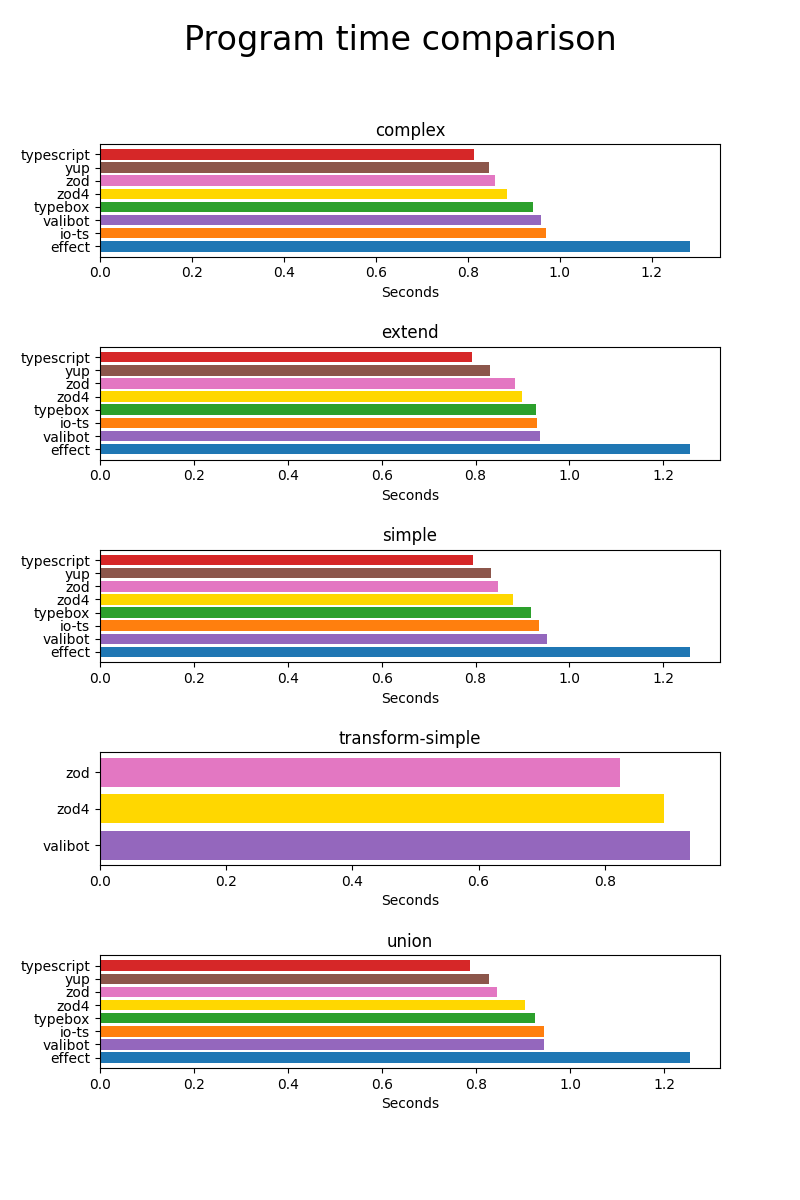 Program time comparison
complex
typescript
yup
zod
zod4
typebox
valibot
io-ts
effect
0.0 0.2 0.4 0.6 0.8 1.0 1.2
Seconds
extend
typescript
yup
zod
zod4
typebox
io-ts
valibot
effect
0.0 0.2 0.4 0.6 0.8 1.0 1.2
Seconds
simple
typescript
yup
zod
zod4
typebox
io-ts
valibot
effect
0.0 0.2 0.4 0.6 0.8 1.0 1.2
Seconds
transform-simple
zod
zod4
valibot
0.0 0.2 0.4 0.6 0.8
Seconds
union
typescript
yup
zod
zod4
typebox
io-ts
valibot
effect
0.0 0.2 0.4 0.6 0.8 1.0 1.2
Seconds